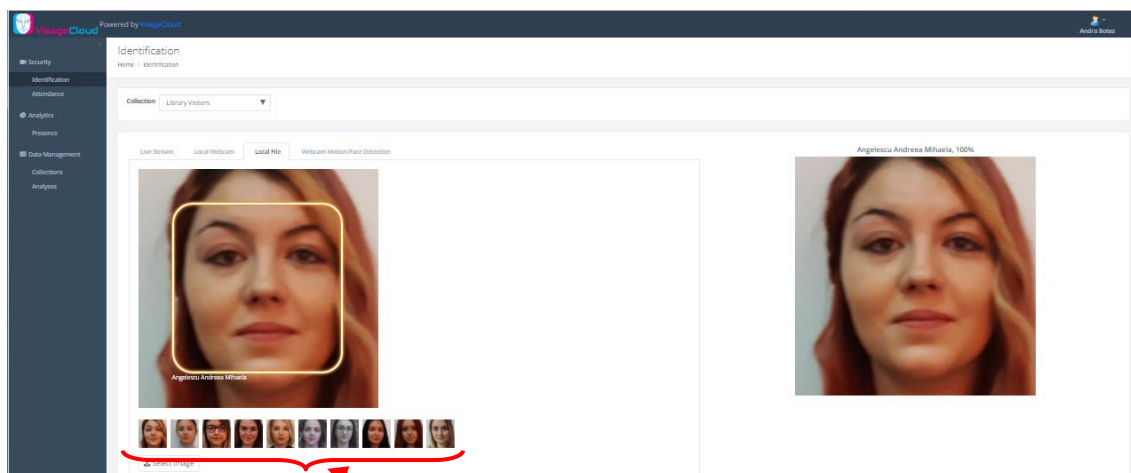 VisageCloud Powered by VisageCloud
Andra Botez
Identification
Home / Identification
Security
Identification
Attendance
Analytics
Presence
Data Management
Collections
Analyses
Collection Library Visitors
Live Stream Local Webcam Local File Webcam Motion/Face Detection
Angelescu Andreea Mihaela, 100%
Angelescu Andreea Mihaela
Select Image